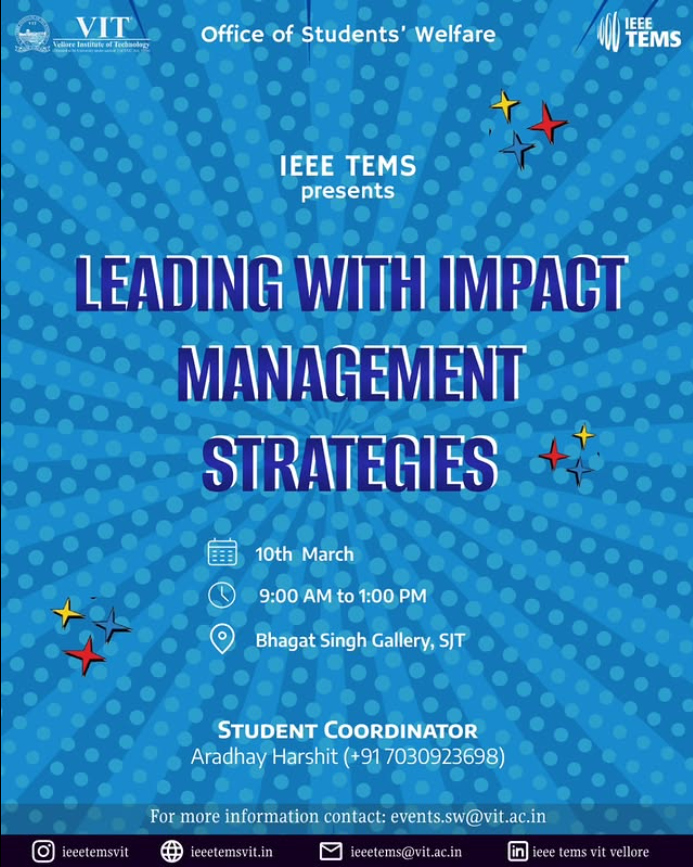 VIT
Vellore Institute of Technology
Office of Students' Welfare
IEEE
TEMS
IEEE TEMS
presents
LEADING WITH IMPACT
MANAGEMENT
STRATEGIES
10th March
9:00 AM to 1:00 PM
Bhagat Singh Gallery, SJT
STUDENT COORDINATOR
Aradhay Harshit (+91 7030923698)
For more information contact: events.sw@vit.ac.in
ieeetemsvit
ieeetemsvit.in
ieeetems@vit.ac.in
ieee tems vit vellore